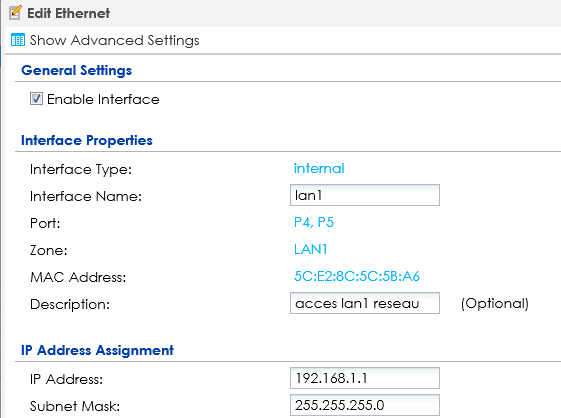 Edit Ethernet
Show Advanced Settings
General Settings
Enable Interface
Interface Properties
Interface Type: internal
Interface Name: lan1
Port: P4, P5
Zone: LAN1
MAC Address: 5C:E2:8C:5C:5B:A6
Description: acces lan1 reseau (Optional)
IP Address Assignment
IP Address: 192.168.1.1
Subnet Mask: 255.255.255.0